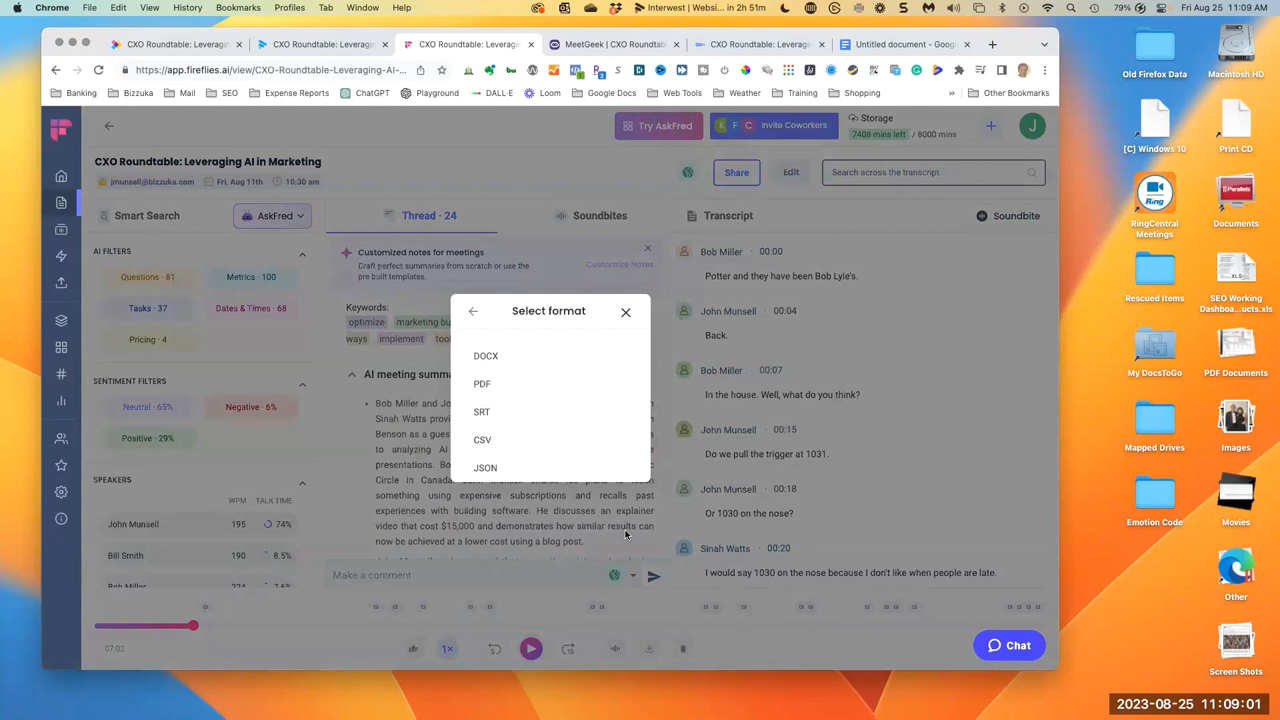 Chrome File Edit View History Bookmarks Profiles Tab Window Help
Interwest | Websi... in 2h 51m
79% Fri Aug 25 11:09 AM
CXO Roundtable: Leveragin
CXO Roundtable: Leveragin
CXO Roundtable: Leveragin
MeetGeek | CXO Roundtab
CXO Roundtable: Leverage
Untitled document - Goog
https://app.fireflies.ai/view/CXO-Roundtable-Leveraging-AI-...
Banking Bizzuka Mail SEO Expense Reports ChatGPT Playground DALL·E Loom Google Docs Web Tools Weather Training Shopping » Other Bookmarks
Try AskFred
K F C Invite Coworkers
Storage
7408 mins left / 8000 mins
J
CXO Roundtable: Leveraging AI in Marketing
jmunsell@bizzuka.com Fri, Aug 11th 10:30 am
Share
Edit
Search across the transcript
Smart Search
AskFred
Thread · 24
Soundbites
Transcript
Soundbite
AI FILTERS
Questions · 81
Metrics · 100
Tasks · 37
Dates & Times · 68
Pricing · 4
SENTIMENT FILTERS
Neutral · 65%
Negative · 6%
Positive · 29%
SPEAKERS
WPM TALK TIME
John Munsell 195 74%
Bill Smith 190 8.5%
Bob Miller 224 7.6%
Customized notes for meetings
Draft perfect summaries from scratch or use the
pre built templates.
Customize Notes
Keywords:
optimize marketing bu
ways implement too
AI meeting summa
Bob Miller and Jo
Sinah Watts provi
Benson as a gues
to analyzing AI
presentations. Bo
Circle in Canada
something using expensive subscriptions and recalls past
experiences with building software. He discusses an explainer
video that cost $15,000 and demonstrates how similar results can
now be achieved at a lower cost using a blog post.
Select format
DOCX
PDF
SRT
CSV
JSON
Make a comment
Bob Miller · 00:00
Potter and they have been Bob Lyle's.
John Munsell · 00:04
Back.
Bob Miller · 00:07
In the house. Well, what do you think?
John Munsell · 00:15
Do we pull the trigger at 1031.
John Munsell · 00:18
Or 1030 on the nose?
Sinah Watts · 00:20
I would say 1030 on the nose because I don't like when people are late.
07:02
1×
5
15
Chat
Old Firefox Data
Macintosh HD
[C] Windows 10
Print CD
RingCentral
Meetings
Parallels
Documents
Rescued Items
XLS
SEO Working
Dashboa...ucts.xls
My DocsToGo
PDF Documents
Mapped Drives
Images
Emotion Code
Movies
Other
Screen Shots
2023-08-25 11:09:01